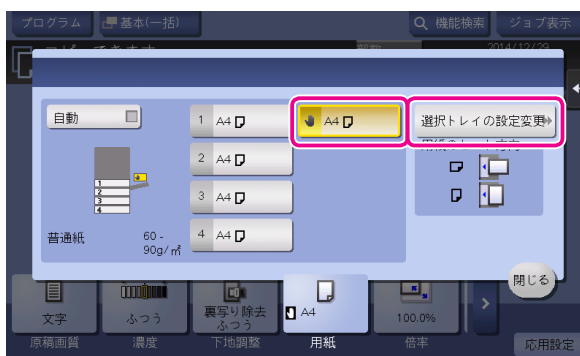 プログラム 基本(一括) 機能検索 ジョブ表示
2014/12/29
自動 1 A4 A4 選択トレイの設定変更
2 A4
3 A4
4 A4
1
2
3
4
普通紙 60 -
90g/㎡
閉じる
文字 ふつう 裏写り除去
ふつう A4 100.0%
原稿画質 濃度 下地調整 用紙 倍率 応用設定